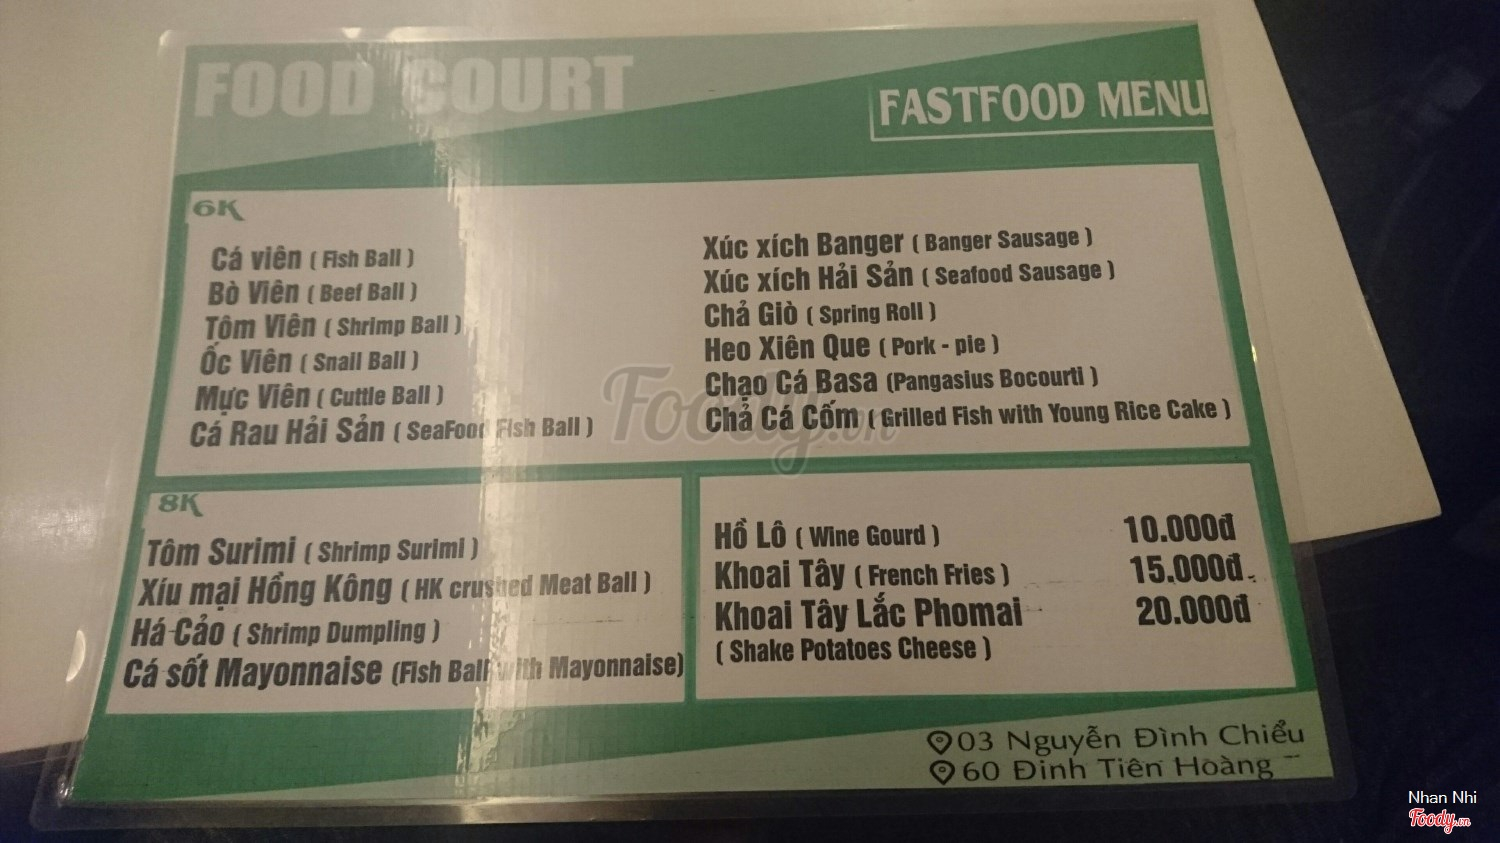 FOOD COURT
FASTFOOD MENU
6K
Cá viên ( Fish Ball )
Bò Viên ( Beef Ball )
Tôm Viên ( Shrimp Ball )
Ốc Viên ( Snail Ball )
Mực Viên ( Cuttle Ball )
Cá Rau Hải Sản ( SeaFood Fish Ball )
Xúc xích Banger ( Banger Sausage )
Xúc xích Hải Sản ( Seafood Sausage )
Chả Giò ( Spring Roll )
Heo Xiên Que ( Pork - pie )
Chạo Cá Basa (Pangasius Bocourti )
Chả Cá Cốm ( Grilled Fish with Young Rice Cake )
8K
Tôm Surimi ( Shrimp Surimi )
Xíu mại Hồng Kông ( HK crushed Meat Ball )
Há Cảo ( Shrimp Dumpling )
Cá sốt Mayonnaise (Fish Ball with Mayonnaise)
Hồ Lô ( Wine Gourd ) 10.000đ
Khoai Tây ( French Fries ) 15.000đ
Khoai Tây Lắc Phomai 20.000đ
( Shake Potatoes Cheese )
03 Nguyễn Đình Chiểu
60 Đinh Tiên Hoàng
Foody.vn
Nhan Nhi
Foody.vn